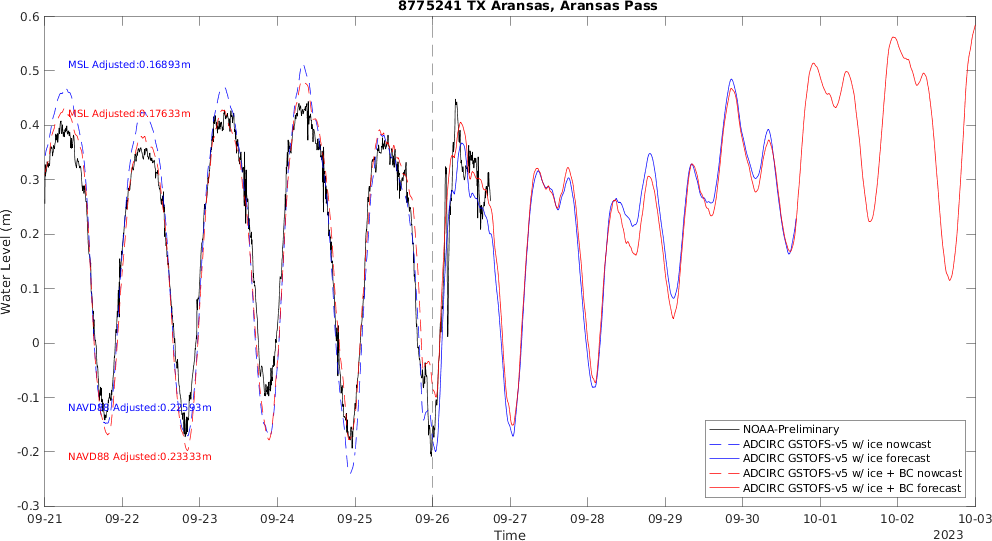 8775241 TX Aransas, Aransas Pass
0.6
0.5
0.4
0.3
0.2
0.1
0
-0.1
-0.2
-0.3
Water Level (m)
MSL Adjusted:0.16893m
MSL Adjusted:0.17633m
NAVD88 Adjusted:0.22593m
NAVD88 Adjusted:0.23333m
NOAA-Preliminary
ADCIRC GSTOFS-v5 w/ ice nowcast
ADCIRC GSTOFS-v5 w/ ice forecast
ADCIRC GSTOFS-v5 w/ ice + BC nowcast
ADCIRC GSTOFS-v5 w/ ice + BC forecast
09-21 09-22 09-23 09-24 09-25 09-26 09-27 09-28 09-29 09-30 10-01 10-02 10-03
Time
2023